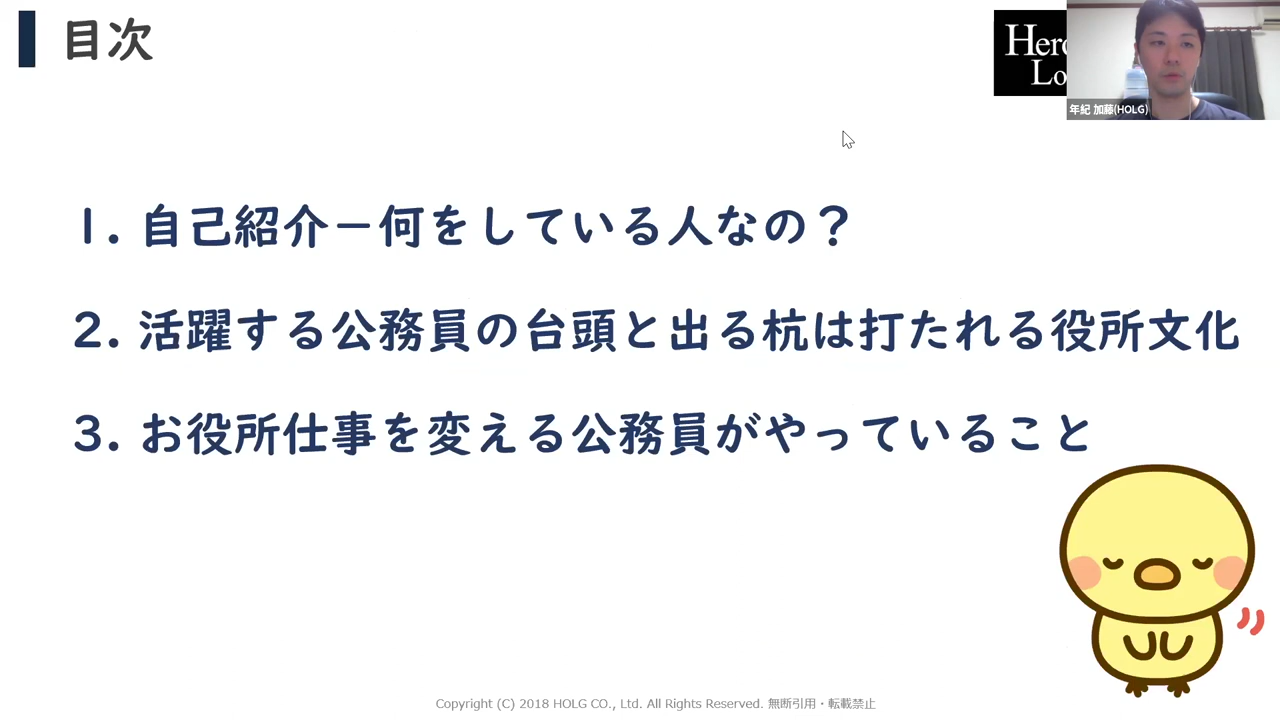 目次
Hero
Lo
年紀 加藤(HOLG)
1. 自己紹介－何をしている人なの？
2. 活躍する公務員の台頭と出る杭は打たれる役所文化
3. お役所仕事を変える公務員がやっていること
Copyright (C) 2018 HOLG CO., Ltd. All Rights Reserved. 無断引用・転載禁止